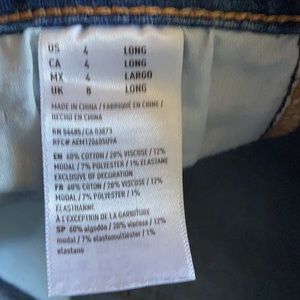 US 4 LONG
CA 4 LONG
MX 4 LARGO
UK 8 LONG
MADE IN CHINA / FABRIQUÉ EN CHINE /
HECHO EN CHINA
RN 54485/CA 03873
RFC# AEM120605U9A
EN 60% COTTON / 20% VISCOSE / 12%
MODAL / 7% POLYESTER / 1% ELASTANE
EXCLUSIVE OF DECORATION
FR 60% COTON / 20% VISCOSE / 12%
MODAL / 7% POLYESTER / 1%
ÉLASTHANNE
A L'EXCEPTION DE LA GARNITURE
SP 60% algodón / 20% viscosa / 12%
modal / 7% elastomultiéster / 1%
elastano